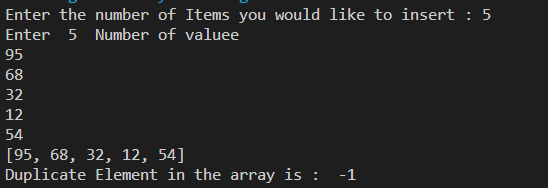 Enter the number of Items you would like to insert : 5
Enter  5  Number of valuee
95
68
32
12
54
[95, 68, 32, 12, 54]
Duplicate Element in the array is :  -1